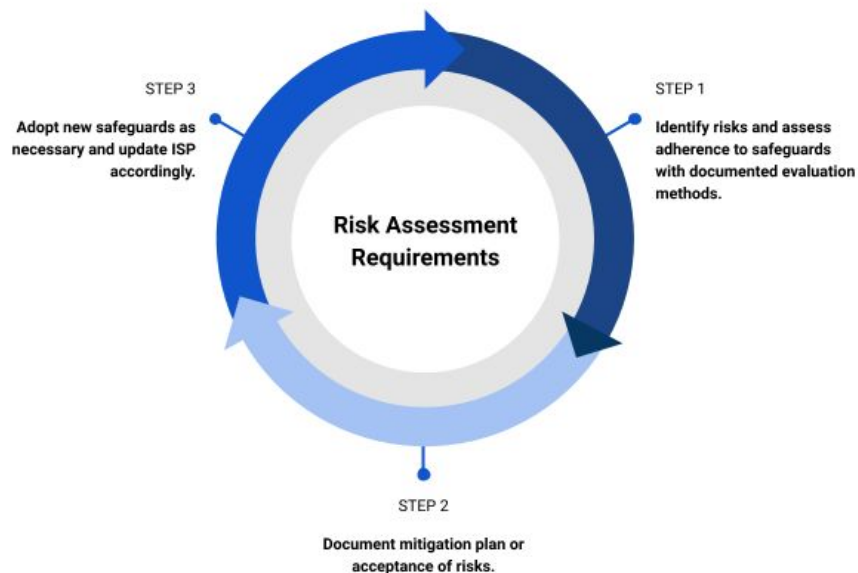 STEP 3
Adopt new safeguards as
necessary and update ISP
accordingly.
STEP 1
Identify risks and assess
adherence to safeguards
with documented evaluation
methods.
Risk Assessment
Requirements
STEP 2
Document mitigation plan or
acceptance of risks.